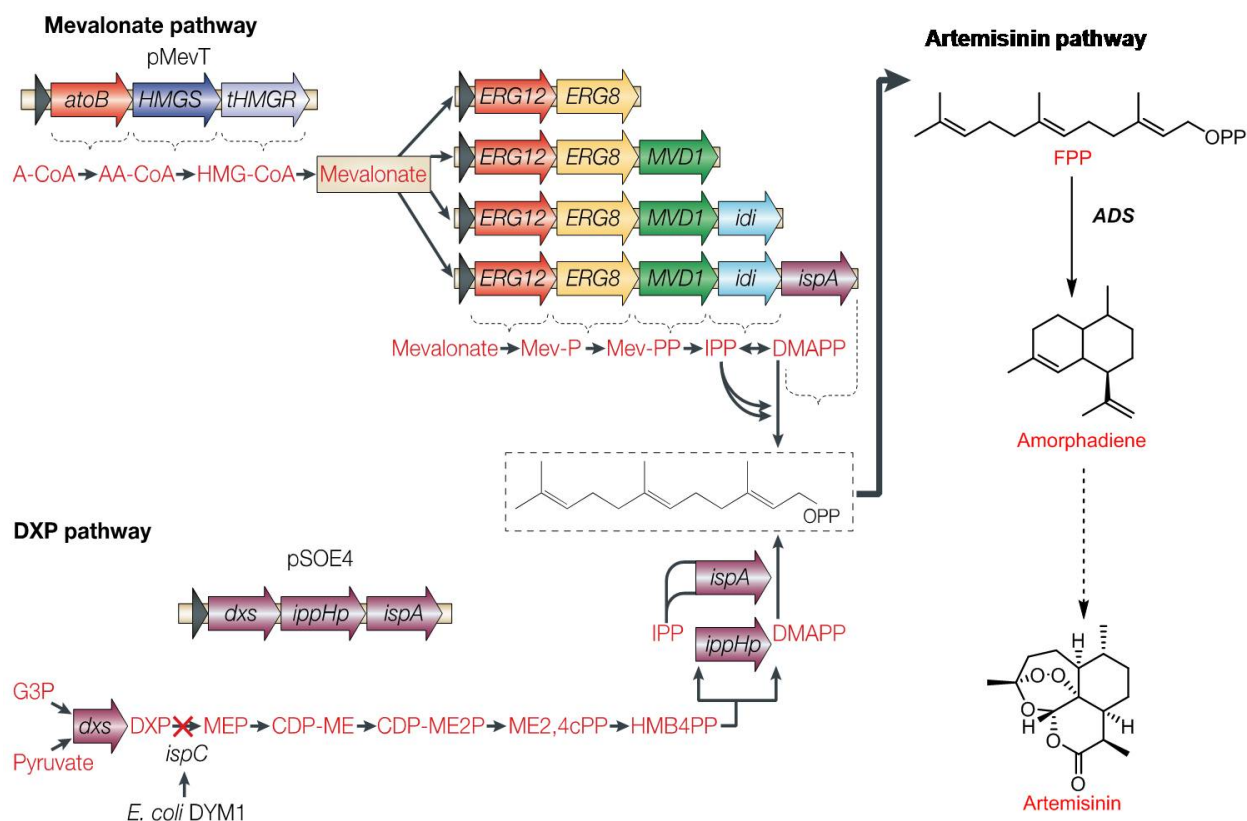 Mevalonate pathway
pMevT
atoB HMGS tHMGR
A-CoA AA-CoA HMG-CoA Mevalonate
ERG12 ERG8
ERG12 ERG8 MVD1
ERG12 ERG8 MVD1 idi
ERG12 ERG8 MVD1 idi ispA
Mevalonate Mev-P Mev-PP IPP DMAPP
OPP
DXP pathway
pSOE4
dxs ippHp ispA
ispA
IPP ippHp DMAPP
G3P
Pyruvate
dxs DXP MEP CDP-ME CDP-ME2P ME2,4cPP HMB4PP
ispC
E. coli DYM1
Artemisinin pathway
OPP
FPP
ADS
Amorphadiene
H
O O
O
H H
O
O
Artemisinin